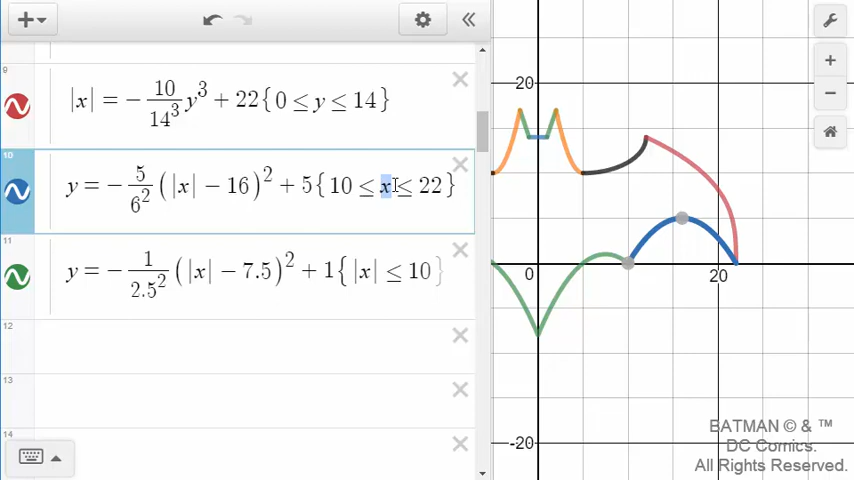 9
|x| = −10/14³ y³ + 22{0 ≤ y ≤ 14}
10
y = −5/6² (|x| − 16)² + 5{10 ≤ x ≤ 22}
11
y = −1/2.5² (|x| − 7.5)² + 1{|x| ≤ 10}
12
13
14
20
0
20
-20
BATMAN © & ™
DC Comics.
All Rights Reserved.